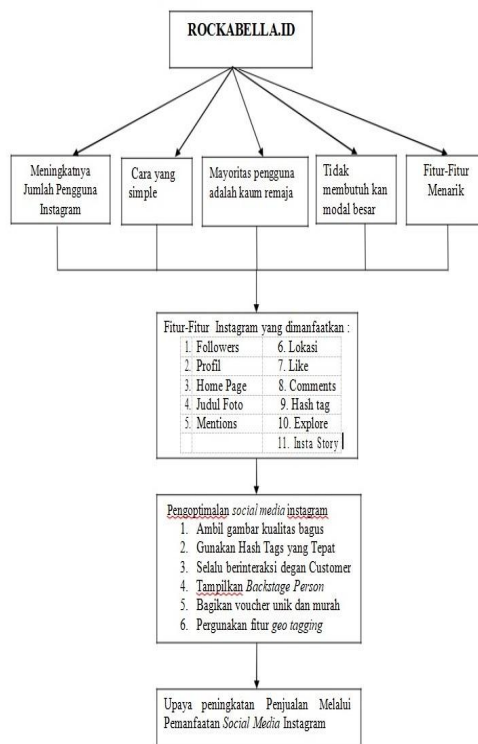 ROCKABELLA.ID
Meningkatnya
Jumlah Pengguna
Instagram
Cara yang
simple
Mayoritas pengguna
adalah kaum remaja
Tidak
membutuh kan
modal besar
Fitur-Fitur
Menarik
Fitur-Fitur Instagram yang dimanfaatkan :
1. Followers
2. Profil
3. Home Page
4. Judul Foto
5. Mentions
6. Lokasi
7. Like
8. Comments
9. Hash tag
10. Explore
11. Insta Story
Pengoptimalan social media instagram
1. Ambil gambar kualitas bagus
2. Gunakan Hash Tags yang Tepat
3. Selalu berinteraksi degan Customer
4. Tampilkan Backstage Person
5. Bagikan voucher unik dan murah
6. Pergunakan fitur geo tagging
Upaya peningkatan Penjualan Melalui
Pemanfaatan Social Media Instagram